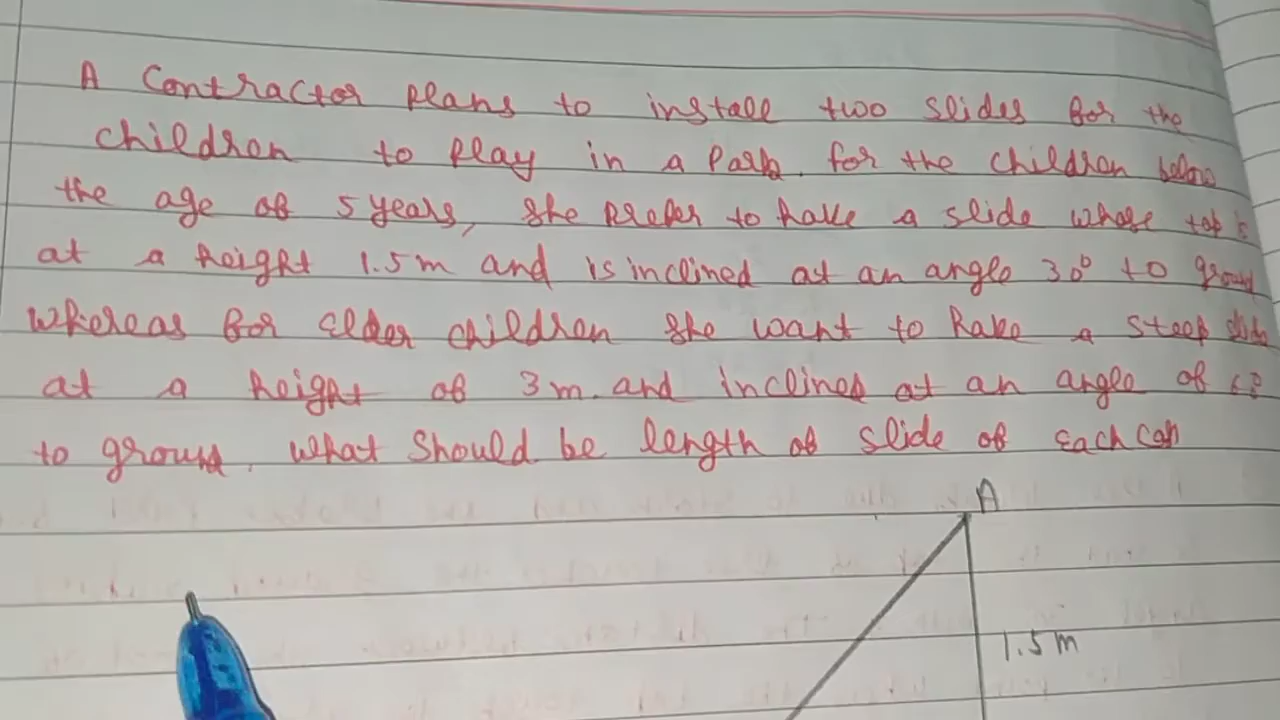 A Contractor plans to install two slides for the
children to play in a park. for the children below
the age of 5 years, she prefer to have a slide whose top is
at a height 1.5 m and is inclined at an angle 30° to ground
whereas for elder children she want to have a steep slide
at a height of 3 m. and inclined at an angle of
to ground. what should be length of slide of each
A
1.5 m